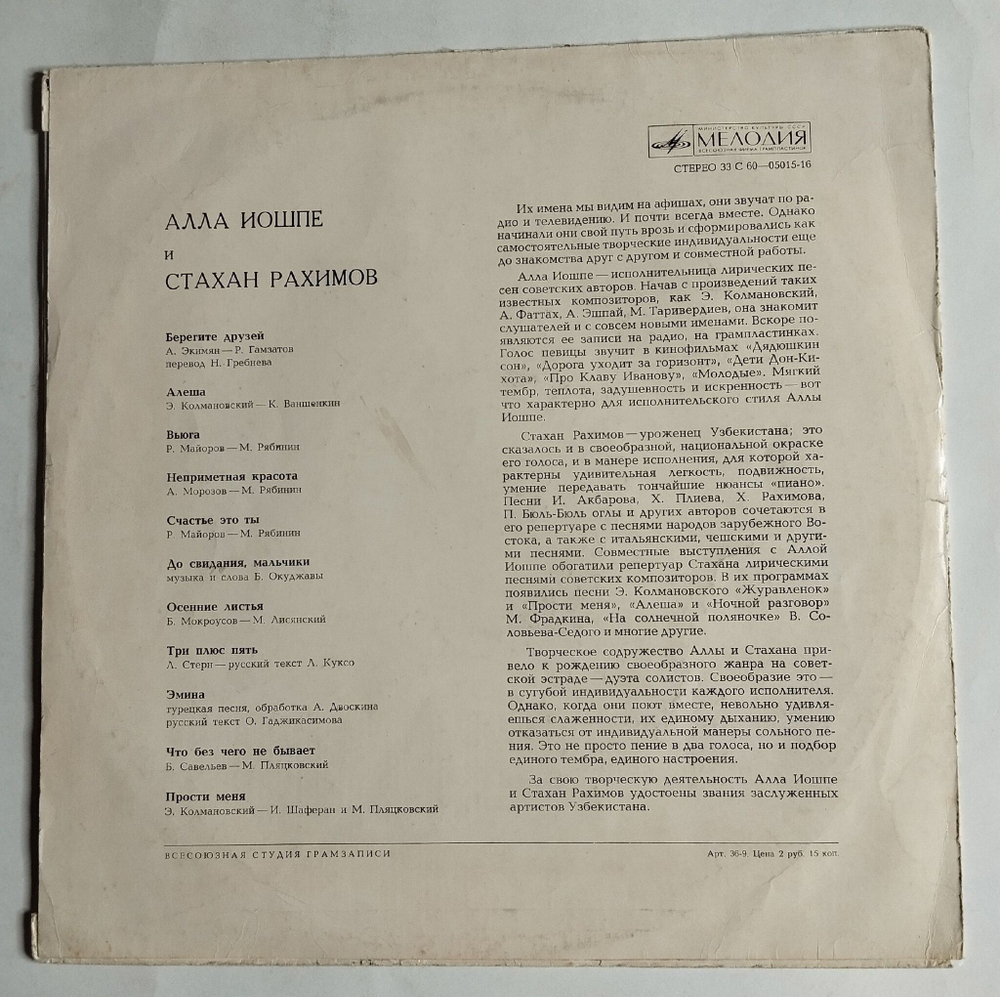 МИНИСТЕРСТВО КУЛЬТУРЫ СССР
МЕЛОДИЯ
ВСЕСОЮЗНАЯ ФИРМА ГРАМПЛАСТИНОК
СТЕРЕО 33 С 60—05015-16
АЛЛА ИОШПЕ
И
СТАХАН РАХИМОВ
Берегите друзей
А. Экимян — Р. Гамзатов
перевод Н. Гребнева
Алеша
Э. Колмановский — К. Ваншенкин
Вьюга
Р. Майоров — М. Рябинин
Неприметная красота
А. Морозов — М. Рябинин
Счастье это ты
Р Майоров — М. Рябинин
До свидания, мальчики
музыка и слова Б. Окуджавы
Осенние листья
Б. Мокроусов — М. Лисянский
Три плюс пять
Л. Стерн — русский текст Л. Куксо
Эмина
турецкая песня, обработка А. Двоскина
русский текст О. Гаджикасимова
Что без чего не бывает
Б. Савельев — М. Пляцковский
Прости меня
Э. Колмановский — И. Шаферан и М. Пляцковский
Их имена мы видим на афишах, они звучат по ра-
дио и телевидению. И почти всегда вместе. Однако
начинали они свой путь врозь и сформировались как
самостоятельные творческие индивидуальности еще
до знакомства друг с другом и совместной работы.
Алла Иошпе — исполнительница лирических пе-
сен советских авторов. Начав с произведений таких
известных композиторов, как Э. Колмановский,
А. Фаттах, А. Эшпай, М. Таривердиев, она знакомит
слушателей и с совсем новыми именами. Вскоре по-
являются ее записи на радио, на грампластинках.
Голос певицы звучит в кинофильмах «Дядюшкин
сон», «Дорога уходит за горизонт», «Дети Дон-Ки-
хота», «Про Клаву Иванову», «Молодые». Мягкий
тембр, теплота, задушевность и искренность — вот
что характерно для исполнительского стиля Аллы
Иошпе.
Стахан Рахимов — уроженец Узбекистана; это
сказалось и в своеобразной, национальной окраске
его голоса, и в манере исполнения, для которой ха-
рактерны удивительная легкость, подвижность,
умение передавать тончайшие нюансы «пиано».
Песни И. Акбарова, Х. Плиева, Х. Рахимова,
П. Бюль-Бюль оглы и других авторов сочетаются в
его репертуаре с песнями народов зарубежного Во-
стока, а также с итальянскими, чешскими и други-
ми песнями. Совместные выступления с Аллой
Иошпе обогатили репертуар Стахана лирическими
песнями советских композиторов. В их программах
появились песни Э. Колмановского «Журавленок»
и «Прости меня», «Алеша» и «Ночной разговор»
М. Фрадкина, «На солнечной поляночке» В. Со-
ловьева-Седого и многие другие.
Творческое содружество Аллы и Стахана при-
вело к рождению своеобразного жанра на совет-
ской эстраде — дуэта солистов. Своеобразие это —
в сугубой индивидуальности каждого исполнителя.
Однако, когда они поют вместе, невольно удивля-
ешься слаженности, их единому дыханию, умению
отказаться от индивидуальной манеры сольного пе-
ния. Это не просто пение в два голоса, но и подбор
единого тембра, единого настроения.
За свою творческую деятельность Алла Иошпе
и Стахан Рахимов удостоены звания заслуженных
артистов Узбекистана.
ВСЕСОЮЗНАЯ СТУДИЯ ГРАМЗАПИСИ
Арт. 36-9. Цена 2 руб. 15 коп.